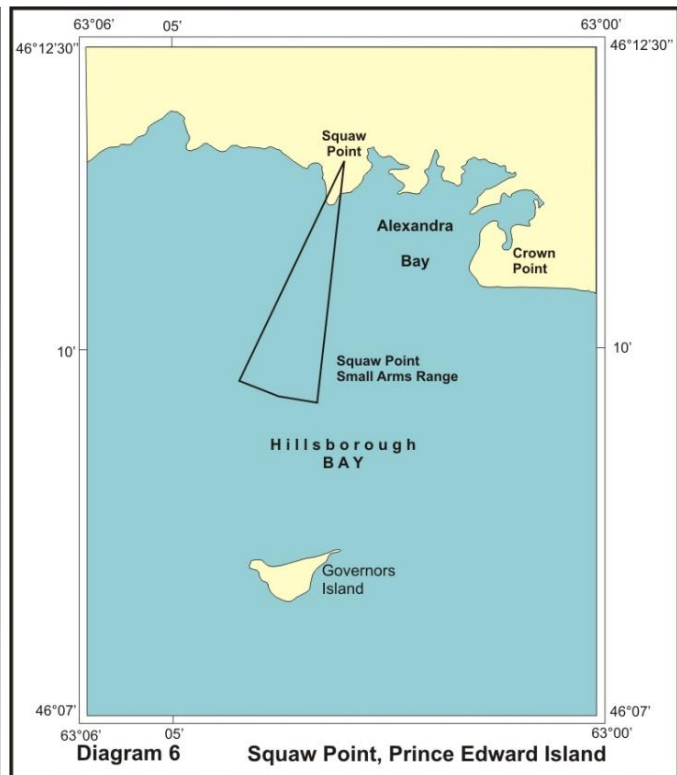 63°06' 05' 63°00'
46°12'30" 46°12'30"
Squaw
Point
Alexandra
Bay
Crown
Point
10' 10'
Squaw Point
Small Arms Range
Hillsborough
BAY
Governors
Island
46°07' 46°07'
63°06' 05' 63°00'
Diagram 6 Squaw Point, Prince Edward Island